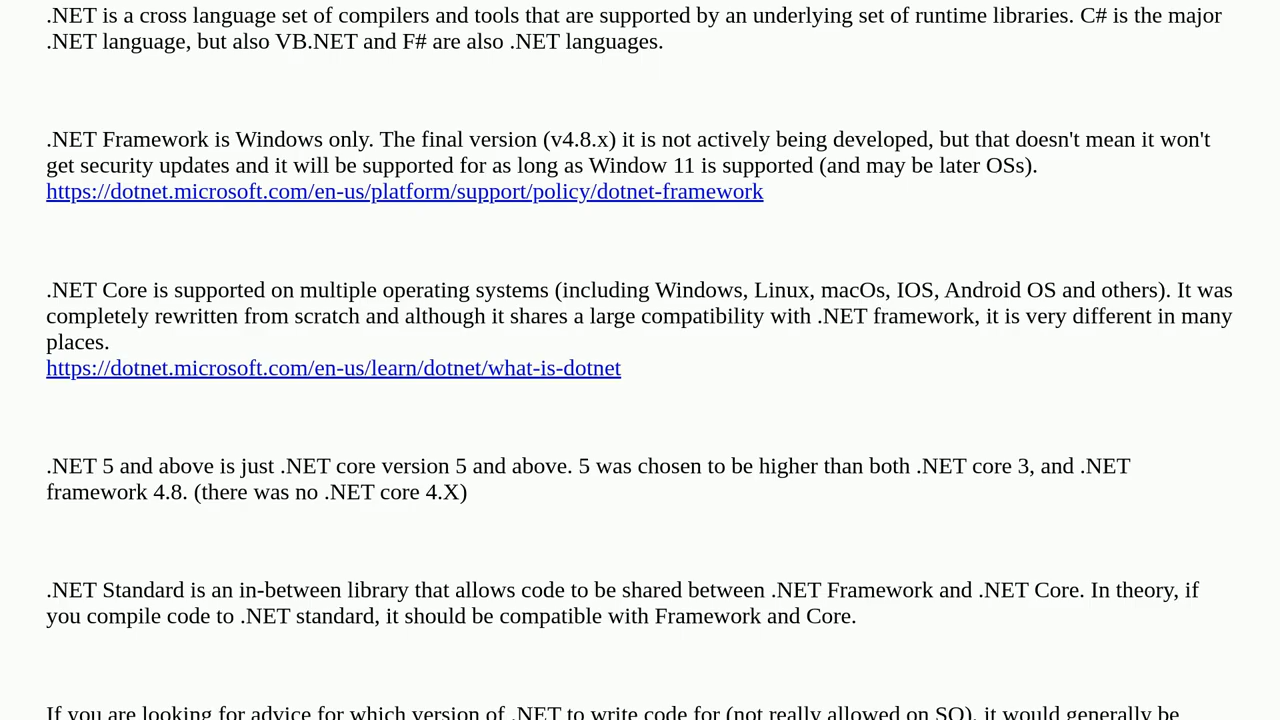 .NET is a cross language set of compilers and tools that are supported by an underlying set of runtime libraries. C# is the major
.NET language, but also VB.NET and F# are also .NET languages.
.NET Framework is Windows only. The final version (v4.8.x) it is not actively being developed, but that doesn't mean it won't
get security updates and it will be supported for as long as Window 11 is supported (and may be later OSs).
https://dotnet.microsoft.com/en-us/platform/support/policy/dotnet-framework
.NET Core is supported on multiple operating systems (including Windows, Linux, macOs, IOS, Android OS and others). It was
completely rewritten from scratch and although it shares a large compatibility with .NET framework, it is very different in many
places.
https://dotnet.microsoft.com/en-us/learn/dotnet/what-is-dotnet
.NET 5 and above is just .NET core version 5 and above. 5 was chosen to be higher than both .NET core 3, and .NET
framework 4.8. (there was no .NET core 4.X)
.NET Standard is an in-between library that allows code to be shared between .NET Framework and .NET Core. In theory, if
you compile code to .NET standard, it should be compatible with Framework and Core.
If you are looking for advice for which version of .NET to write code for (not really allowed on SO), it would generally be